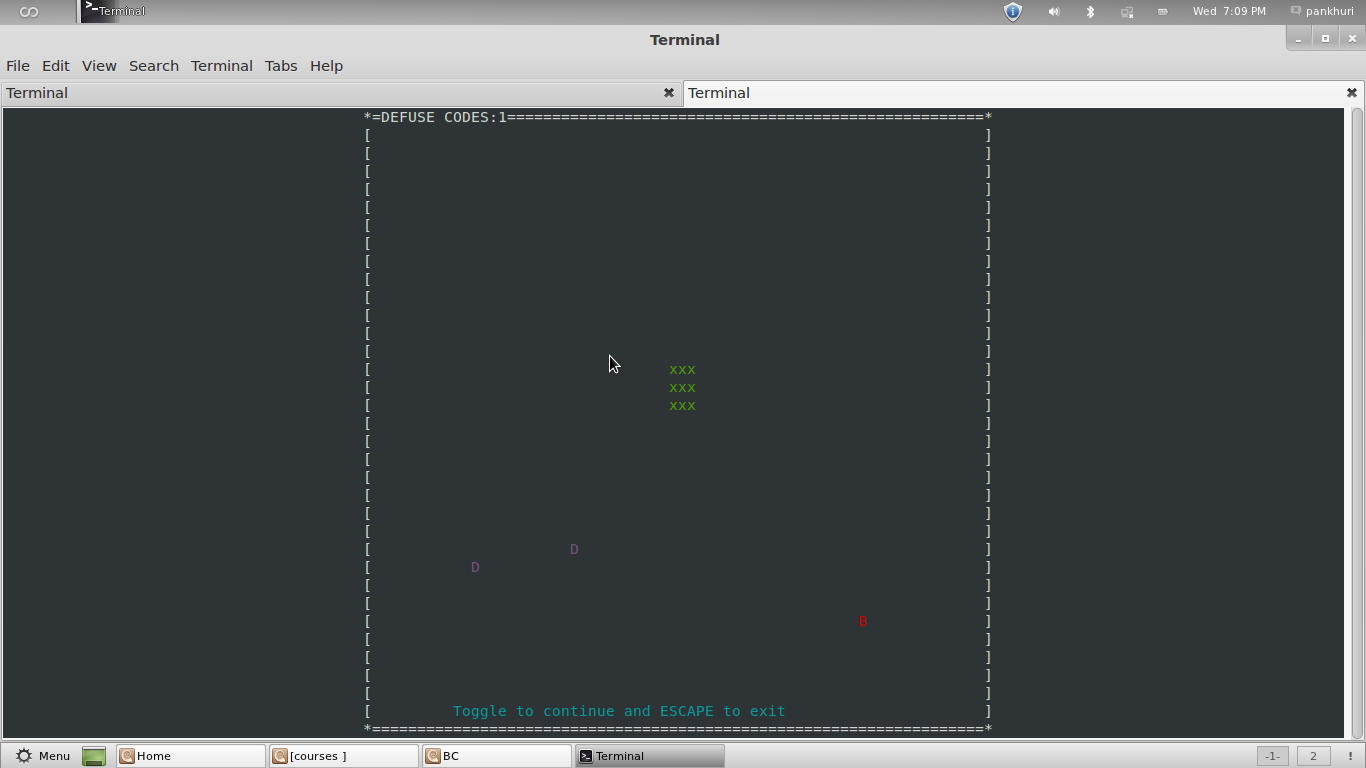 Terminal Wed 7:09 PM pankhuri
Terminal
File Edit View Search Terminal Tabs Help
Terminal Terminal
*=DEFUSE CODES:1=====================================================*
[ ]
[ ]
[ ]
[ ]
[ ]
[ ]
[ ]
[ ]
[ ]
[ ]
[ ]
[ ]
[ ]
[ xxx ]
[ xxx ]
[ xxx ]
[ ]
[ ]
[ ]
[ ]
[ ]
[ ]
[ ]
[ D ]
[ D ]
[ ]
[ ]
[ B ]
[ ]
[ ]
[ ]
[ ]
[ Toggle to continue and ESCAPE to exit ]
*====================================================================*
Menu Home [courses ] BC Terminal -1- 2 !